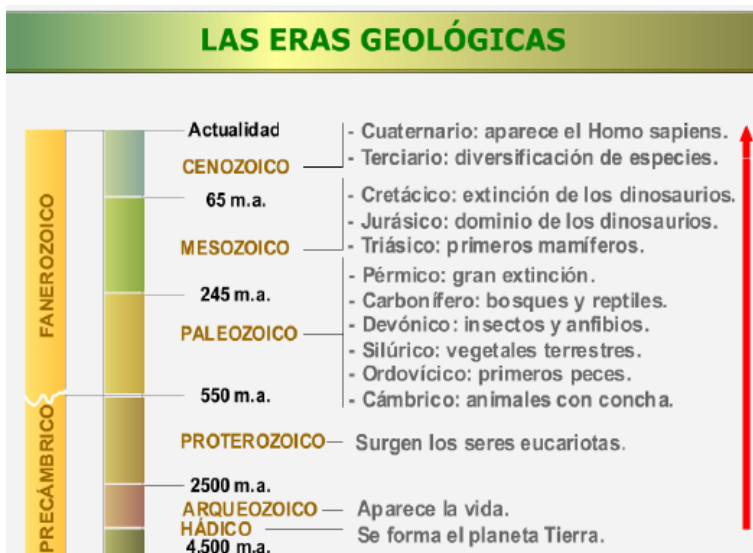 LAS ERAS GEOLÓGICAS
Actualidad
- Cuaternario: aparece el Homo sapiens.
CENOZOICO
- Terciario: diversificación de especies.
65 m.a.
- Cretácico: extinción de los dinosaurios.
- Jurásico: dominio de los dinosaurios.
MESOZOICO
- Triásico: primeros mamíferos.
FANEROZOICO
- Pérmico: gran extinción.
245 m.a.
- Carbonífero: bosques y reptiles.
- Devónico: insectos y anfibios.
PALEOZOICO
- Silúrico: vegetales terrestres.
- Ordovícico: primeros peces.
550 m.a.
- Cámbrico: animales con concha.
PRECÁMBRICO
PROTEROZOICO
Surgen los seres eucariotas.
2500 m.a.
ARQUEOZOICO
Aparece la vida.
HÁDICO
Se forma el planeta Tierra.
4.500 m.a.